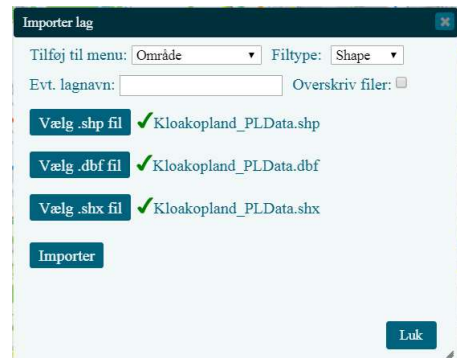 Importer lag
Tilføj til menu: Område Filtype: Shape
Evt. lagnavn: Overskriv filer:
Vælg .shp fil Kloakopland_PLData.shp
Vælg .dbf fil Kloakopland_PLData.dbf
Vælg .shx fil Kloakopland_PLData.shx
Importer
Luk